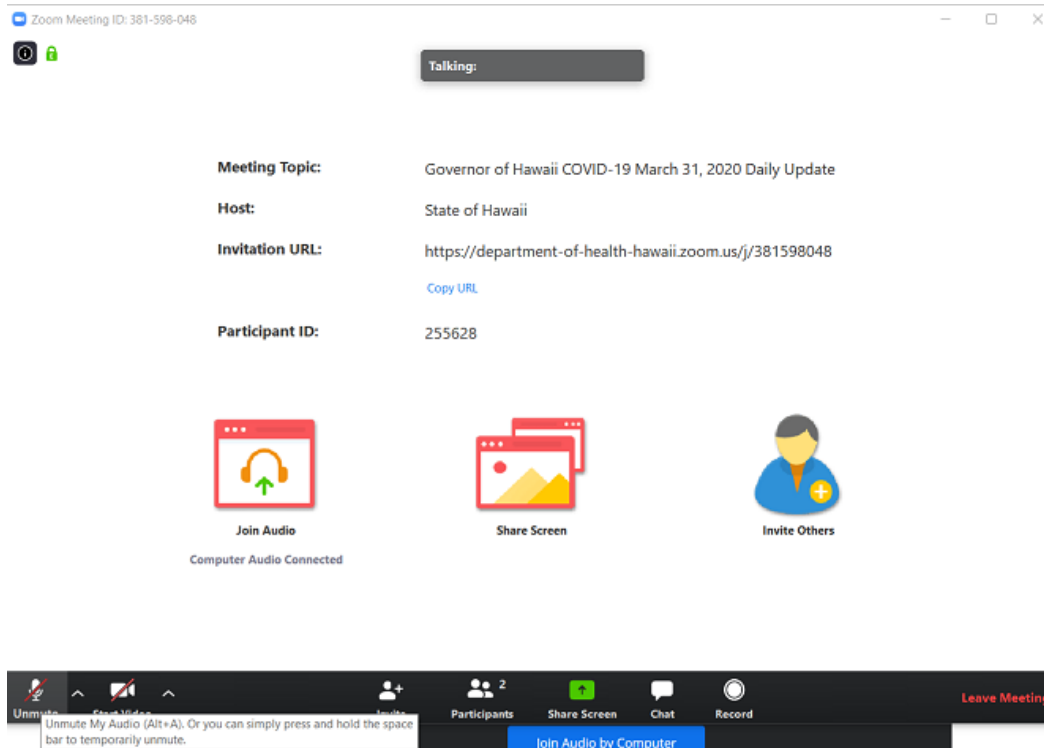 Zoom Meeting ID: 381-598-048
Talking:
Meeting Topic: Governor of Hawaii COVID-19 March 31, 2020 Daily Update
Host: State of Hawaii
Invitation URL: https://department-of-health-hawaii.zoom.us/j/381598048
Copy URL
Participant ID: 255628
Join Audio Share Screen Invite Others
Computer Audio Connected
2
Unmute Start Video Invite Participants Share Screen Chat Record Leave Meeting
Unmute My Audio (Alt+A). Or you can simply press and hold the space
bar to temporarily unmute.
Join Audio by Computer